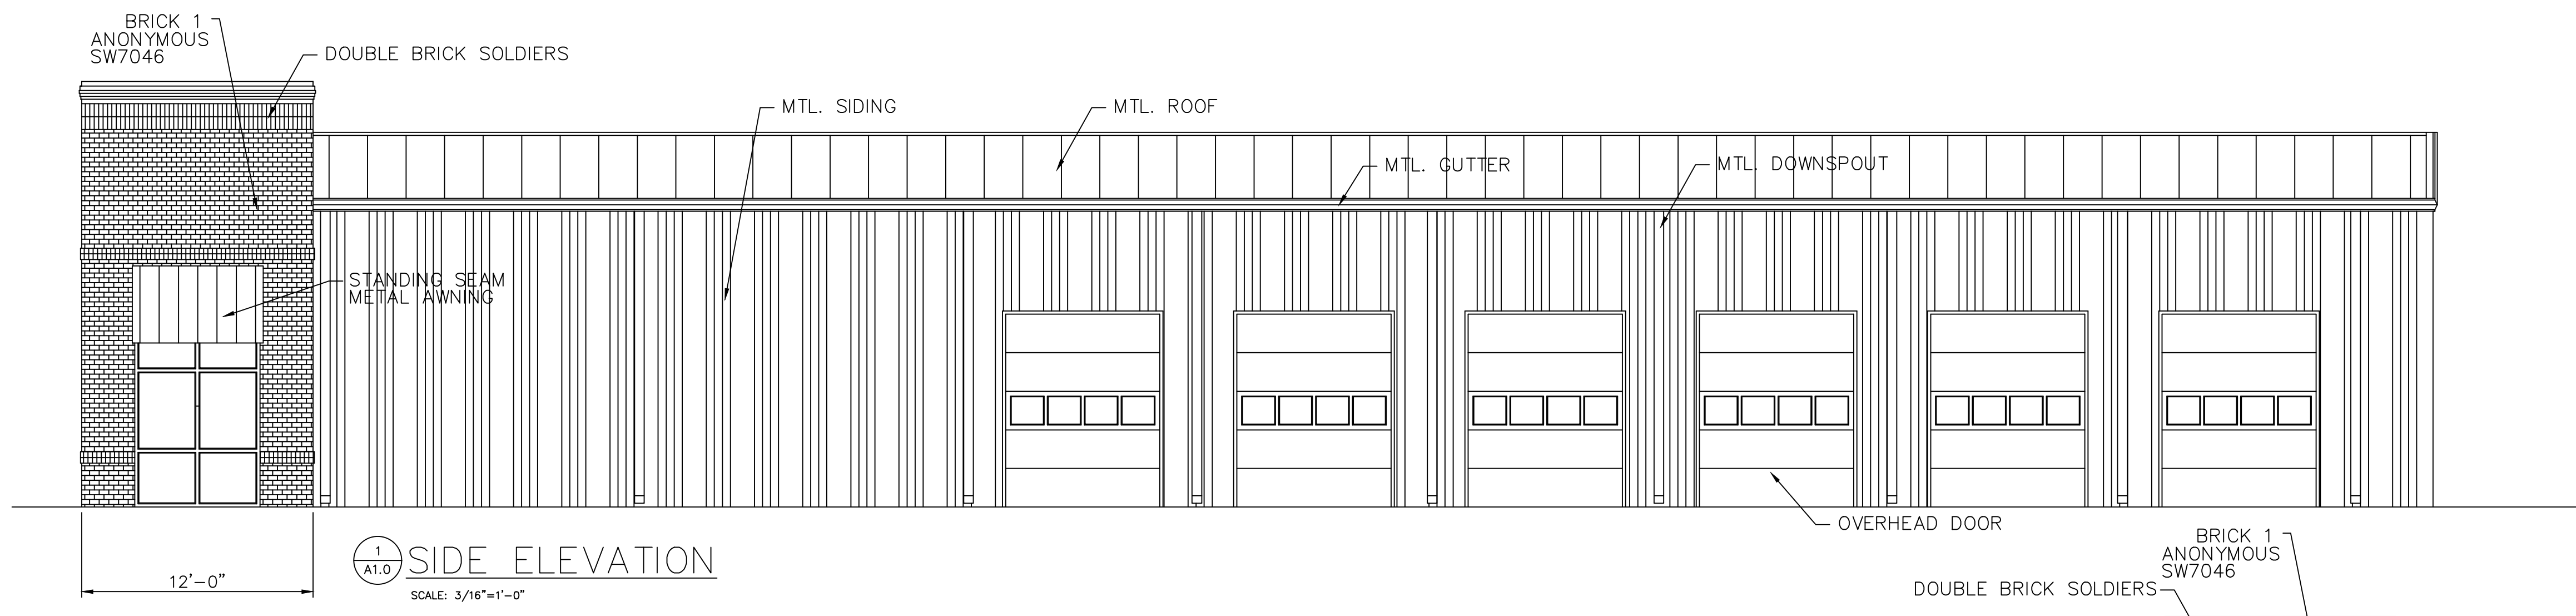 BRICK 1
ANONYMOUS
SW7046
DOUBLE BRICK SOLDIERS
MTL. SIDING
MTL. ROOF
MTL. GUTTER
MTL. DOWNSPOUT
STANDING SEAM
METAL AWNING
OVERHEAD DOOR
12'-0"
1
A1.0
SIDE ELEVATION
SCALE: 3/16"=1'-0"
BRICK 1
ANONYMOUS
SW7046
DOUBLE BRICK SOLDIERS